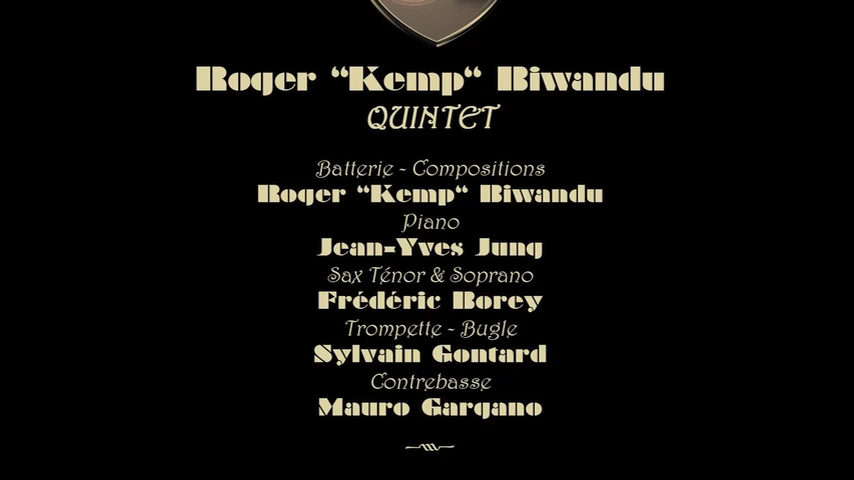 Roger “Kemp“ Biwandu
QUINTET
Batterie - Compositions
Roger “Kemp“ Biwandu
Piano
Jean-Yves Jung
Sax Ténor & Soprano
Frédéric Borey
Trompette - Bugle
Sylvain Gontard
Contrebasse
Mauro Gargano